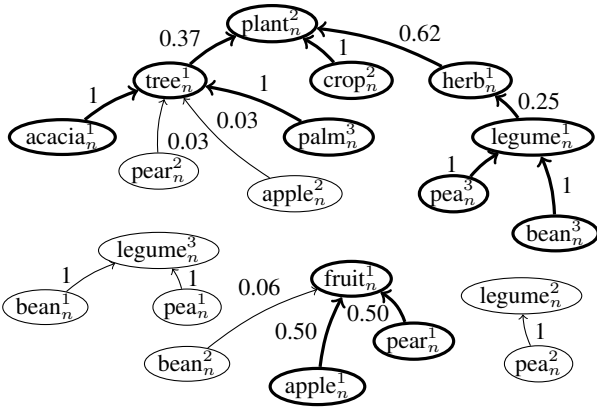 plant²ₙ
0.37 1 0.62
tree¹ₙ crop²ₙ herb¹ₙ
1 1 0.25
acacia¹ₙ 0.03 0.03 palm³ₙ legume¹ₙ
pear²ₙ apple²ₙ 1 pea³ₙ 1
bean³ₙ
legume³ₙ
1 1
bean¹ₙ pea¹ₙ
fruit¹ₙ
0.06 0.50 0.50
bean²ₙ apple¹ₙ pear¹ₙ
legume²ₙ
1
pea²ₙ